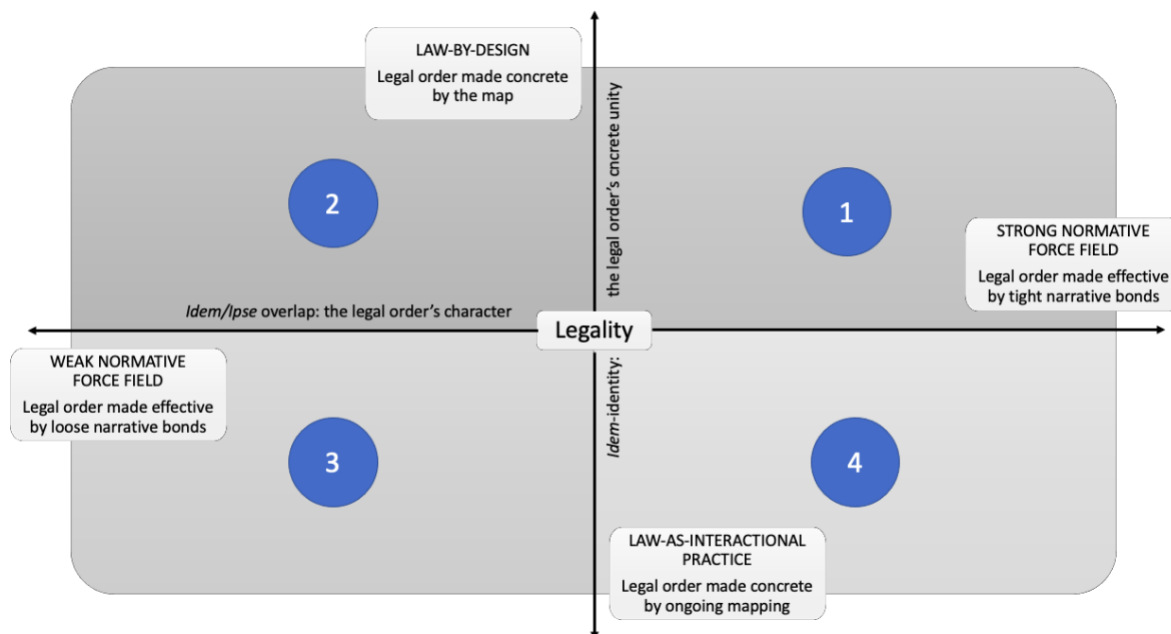 LAW-BY-DESIGN
Legal order made concrete
by the map
the legal order’s cncrete unity
2
1
STRONG NORMATIVE
FORCE FIELD
Legal order made effective
by tight narrative bonds
Idem/Ipse overlap: the legal order’s character
Legality
WEAK NORMATIVE
FORCE FIELD
Legal order made effective
by loose narrative bonds
Idem-identity:
3
4
LAW-AS-INTERACTIONAL
PRACTICE
Legal order made concrete
by ongoing mapping